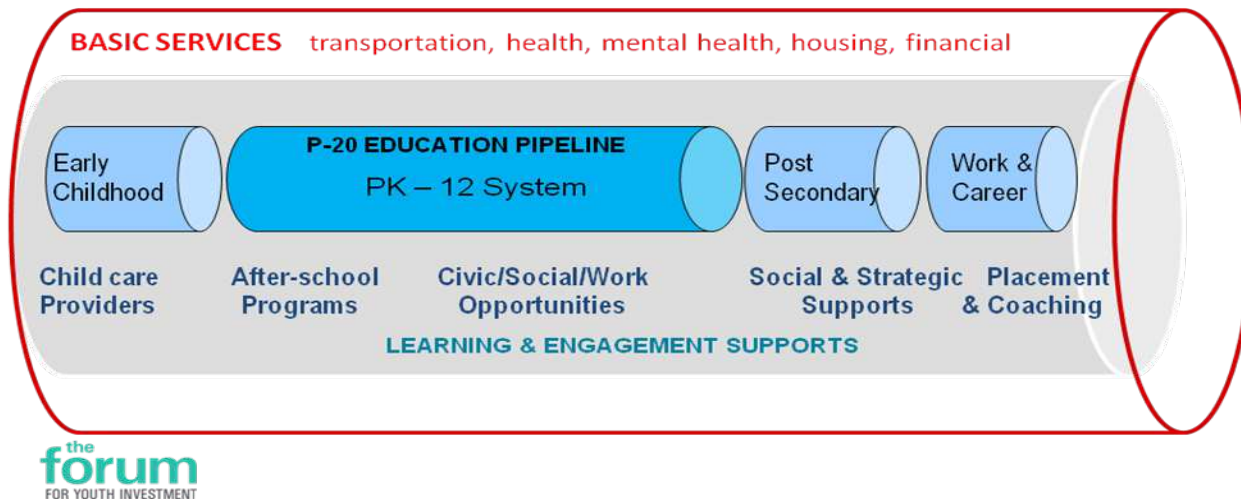 BASIC SERVICES transportation, health, mental health, housing, financial
Early
Childhood
P-20 EDUCATION PIPELINE
PK – 12 System
Post
Secondary
Work &
Career
Child care
Providers
After-school
Programs
Civic/Social/Work
Opportunities
Social & Strategic
Supports
Placement
& Coaching
LEARNING & ENGAGEMENT SUPPORTS
the
forum
FOR YOUTH INVESTMENT